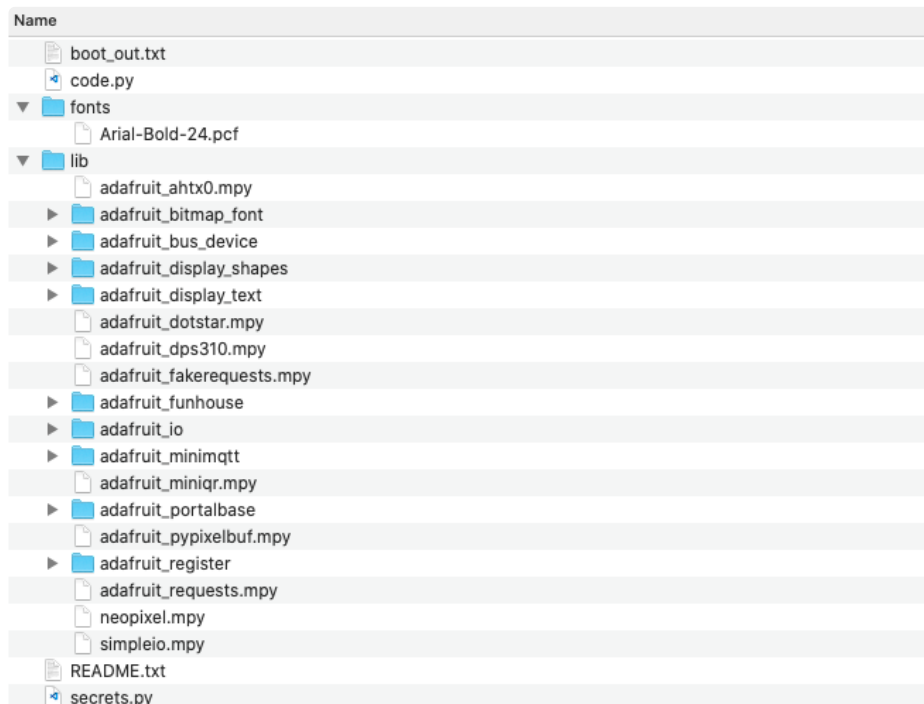 Name
boot_out.txt
code.py
fonts
Arial-Bold-24.pcf
lib
adafruit_ahtx0.mpy
adafruit_bitmap_font
adafruit_bus_device
adafruit_display_shapes
adafruit_display_text
adafruit_dotstar.mpy
adafruit_dps310.mpy
adafruit_fakerequests.mpy
adafruit_funhouse
adafruit_io
adafruit_minimqtt
adafruit_miniqr.mpy
adafruit_portalbase
adafruit_pypixelbuf.mpy
adafruit_register
adafruit_requests.mpy
neopixel.mpy
simpleio.mpy
README.txt
secrets.py